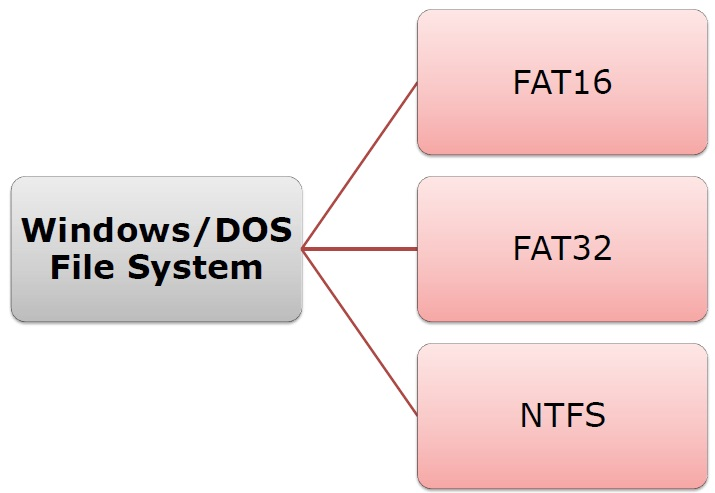 Windows/DOS
File System
FAT16
FAT32
NTFS